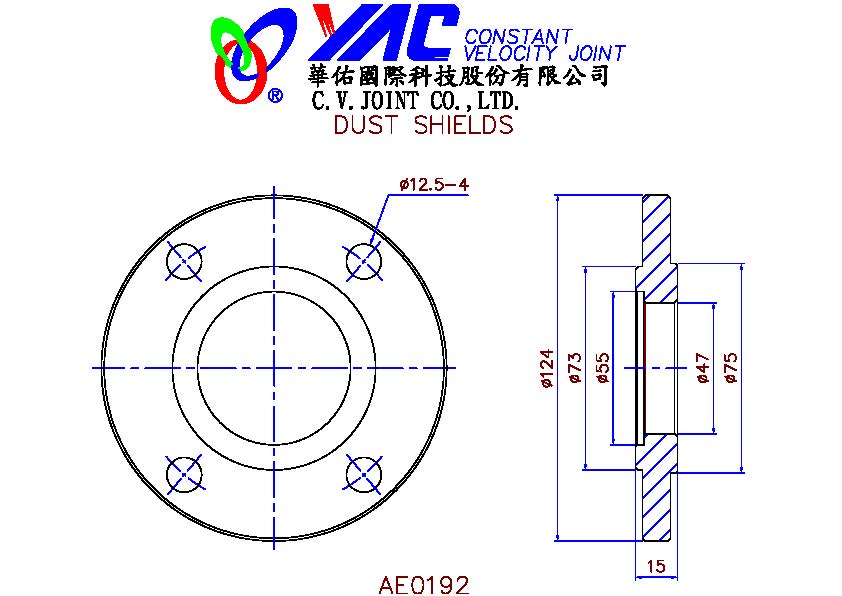 YAC CONSTANT
VELOCITY JOINT
®
華佑國際科技股份有限公司
C.V.JOINT CO.,LTD.
DUST SHIELDS
ø12.5-4
ø124
ø73
ø55
ø47
ø75
15
AE0192